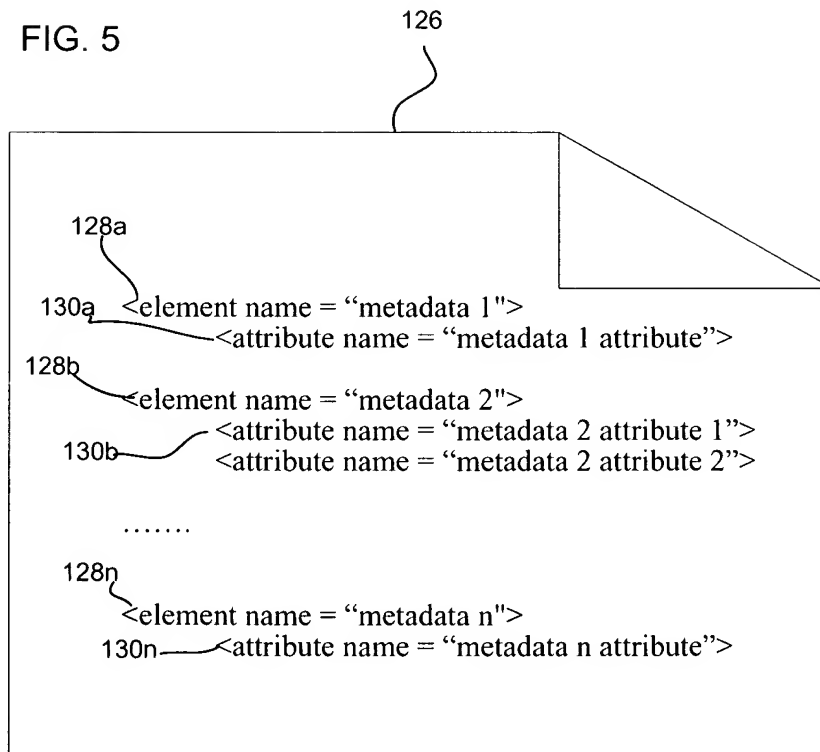 126
FIG. 5
128a
<element name = “metadata 1">
130a
<attribute name = “metadata 1 attribute”>
128b
<element name = “metadata 2">
<attribute name = “metadata 2 attribute 1”>
130b
<attribute name = “metadata 2 attribute 2”>
.......
128n
<element name = “metadata n">
130n
<attribute name = “metadata n attribute”>